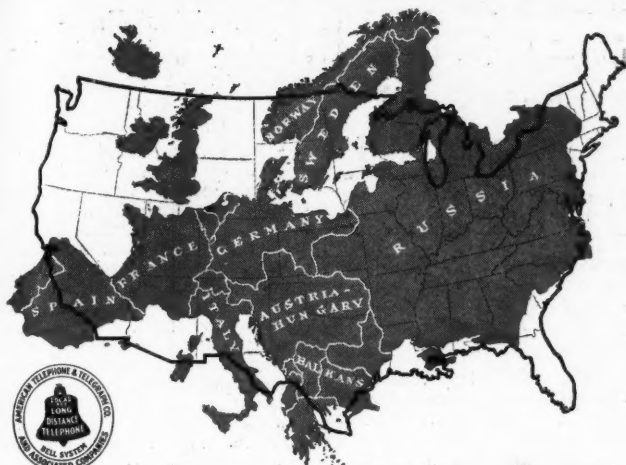 NORWAY
SWEDEN
RUSSIA
GERMANY
FRANCE
SPAIN
ITALY
AUSTRIA-
HUNGARY
BALKANS
AMERICAN TELEPHONE & TELEGRAPH CO.
LOCAL AND
LONG
DISTANCE
TELEPHONE
BELL SYSTEM
AND ASSOCIATED COMPANIES